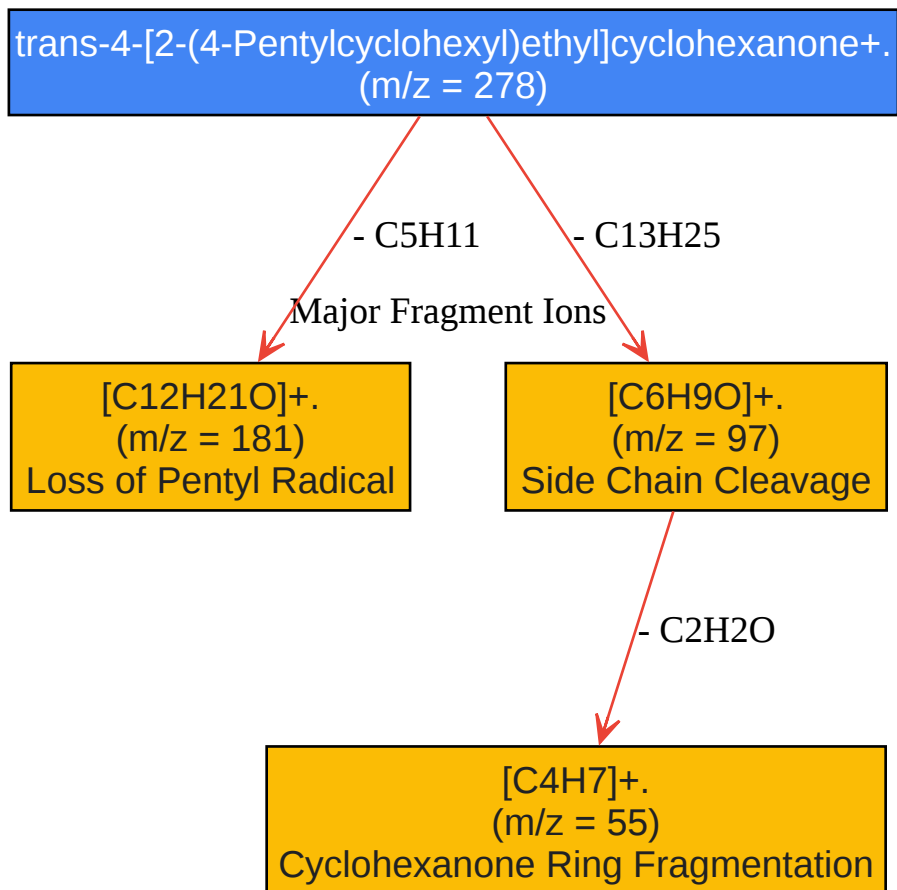 trans-4-[2-(4-Pentylcyclohexyl)ethyl]cyclohexanone+.
(m/z = 278)
- C5H11
- C13H25
Major Fragment Ions
[C12H21O]+.
(m/z = 181)
Loss of Pentyl Radical
[C6H9O]+.
(m/z = 97)
Side Chain Cleavage
- C2H2O
[C4H7]+.
(m/z = 55)
Cyclohexanone Ring Fragmentation